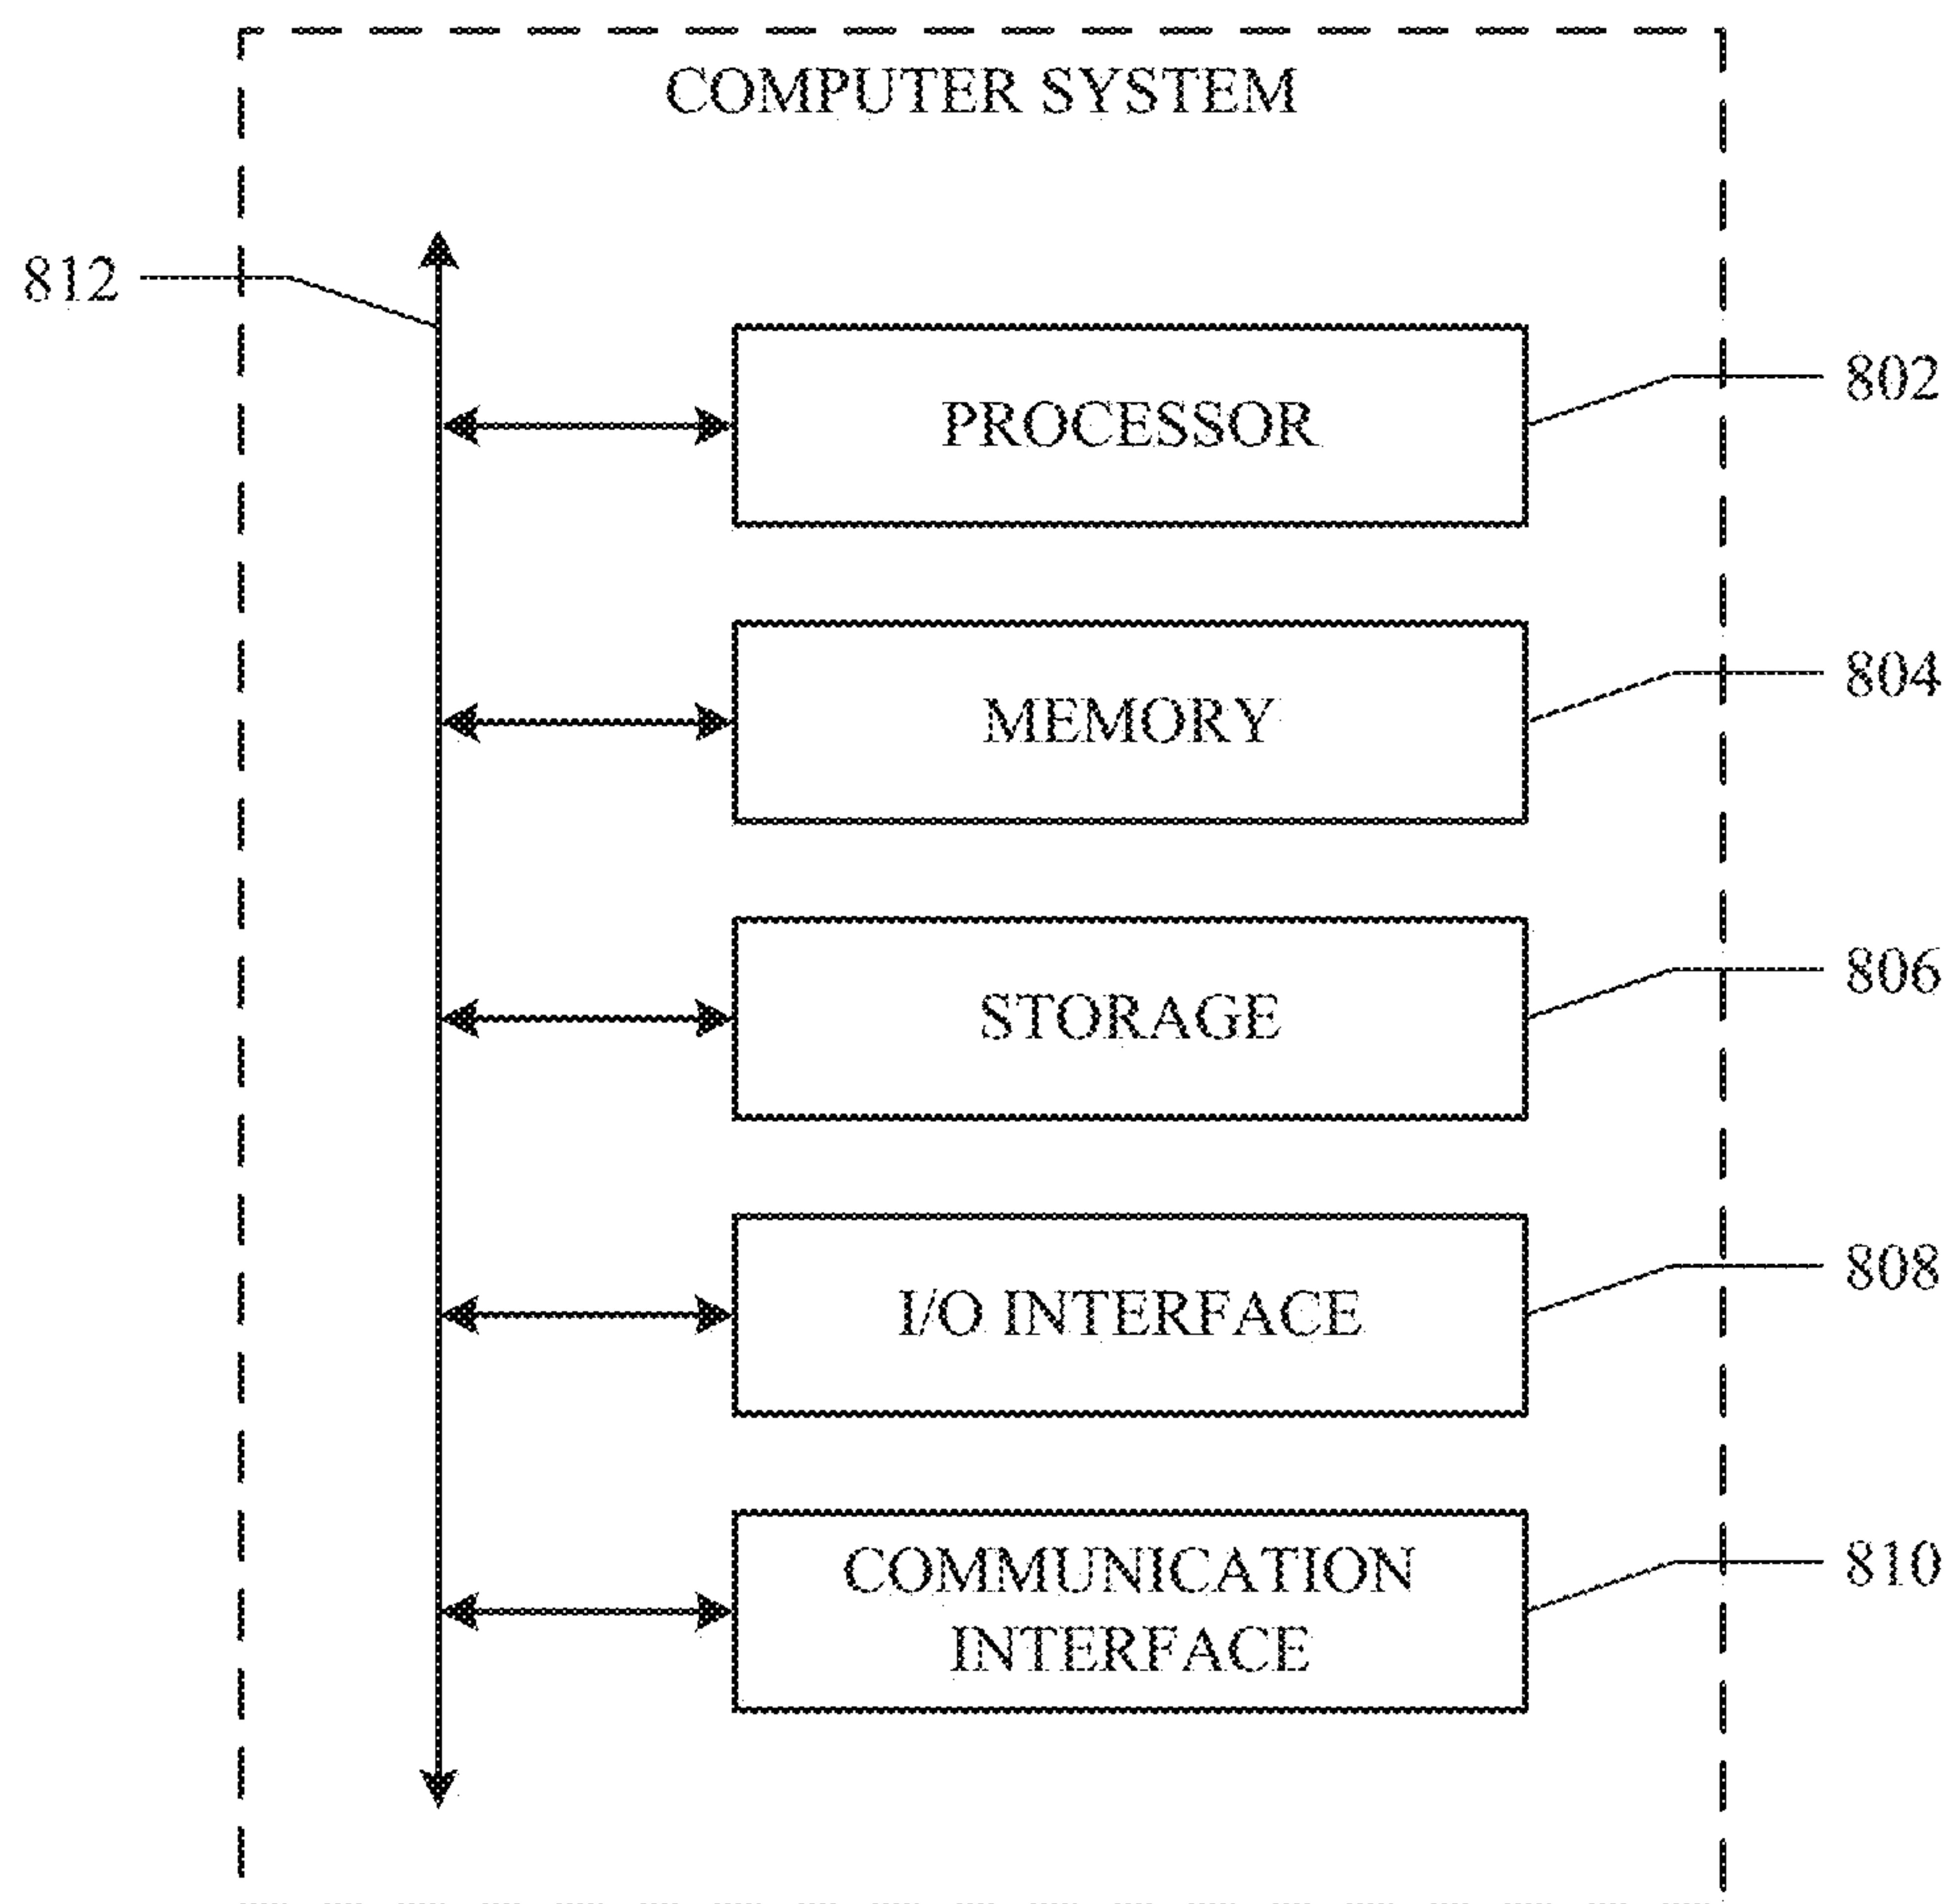 COMPUTER SYSTEM
812
PROCESSOR
802
MEMORY
804
STORAGE
806
I/O INTERFACE
808
COMMUNICATION
INTERFACE
810